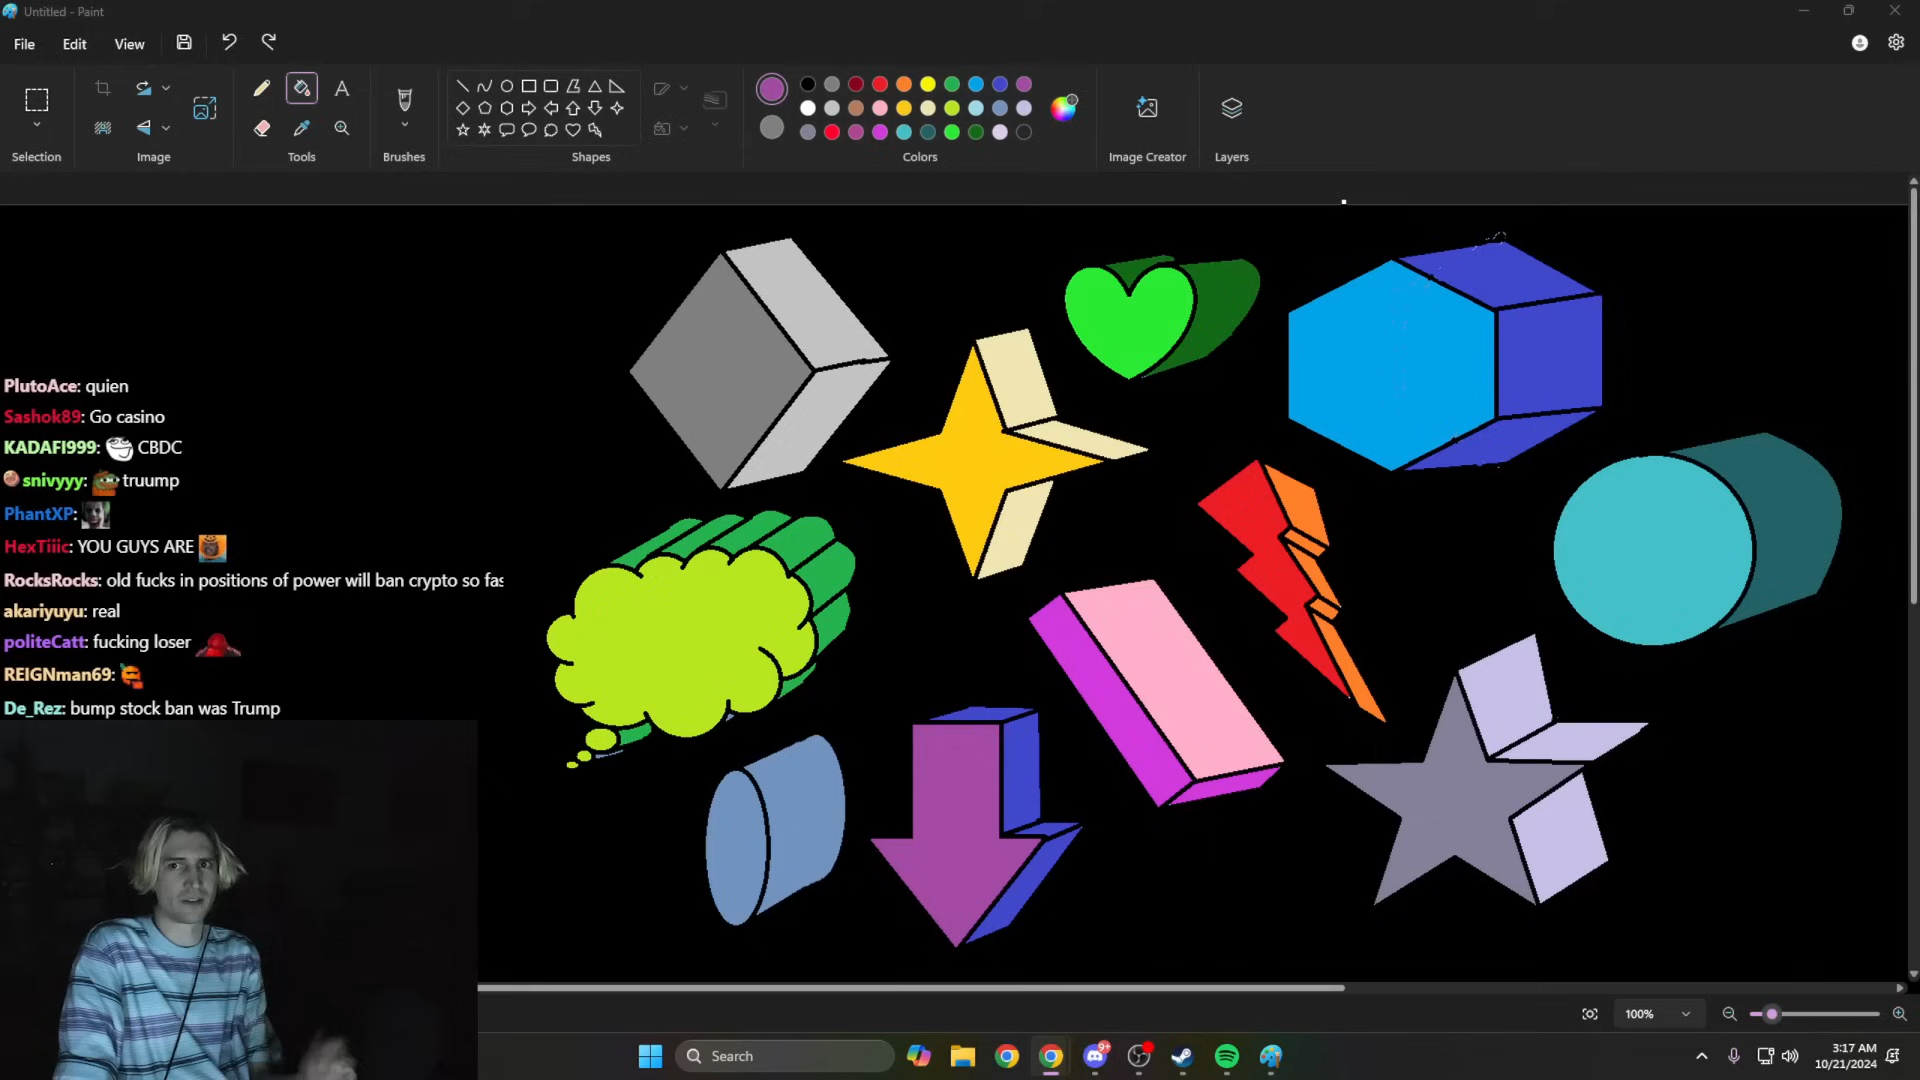 Untitled - Paint
File Edit View
Selection Image Tools Brushes Shapes Colors Image Creator Layers
PlutoAce: quien
Sashok89: Go casino
KADAFI999: CBDC
snivyyy: truump
PhantXP:
HexTiiic: YOU GUYS ARE
RocksRocks: old fucks in positions of power will ban crypto so fas
akariyuyu: real
politeCatt: fucking loser
REIGNman69:
De_Rez: bump stock ban was Trump
100%
Search
9+
3:17 AM
10/21/2024